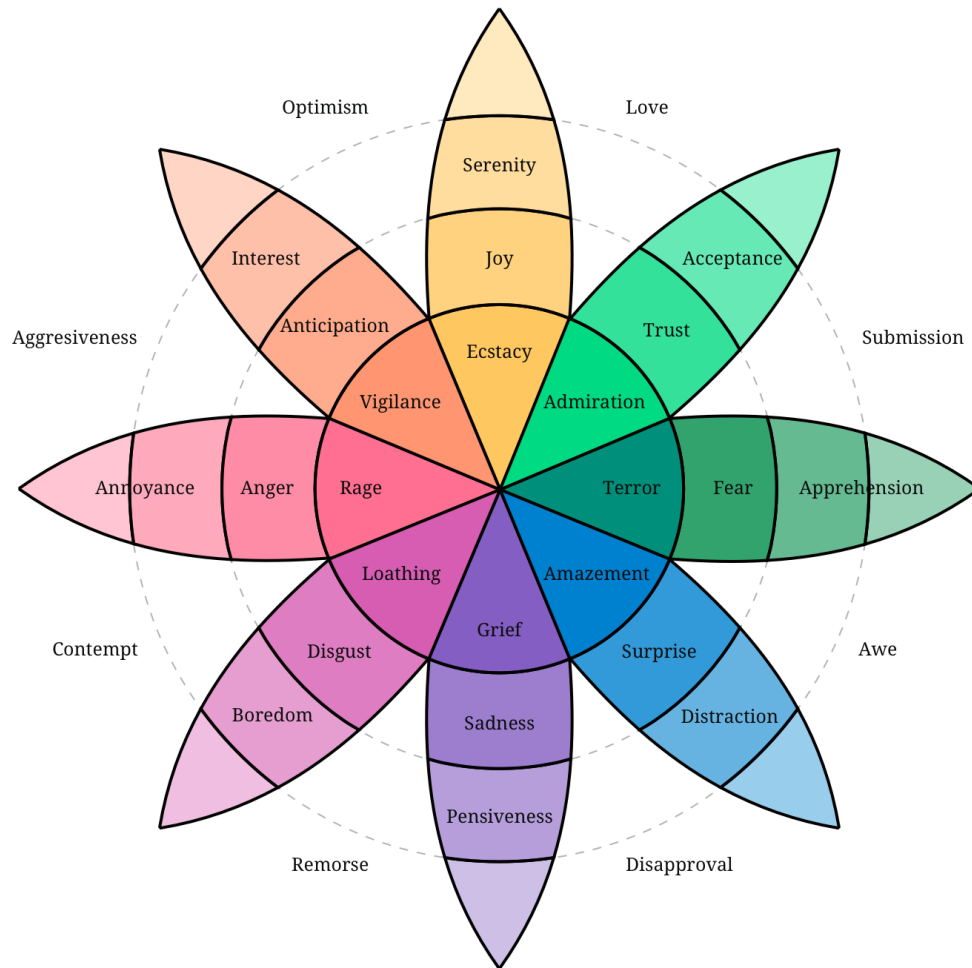 Optimism
Love
Serenity
Interest
Joy
Acceptance
Anticipation
Trust
Aggresiveness
Submission
Ecstacy
Vigilance
Admiration
Annoyance
Anger
Rage
Terror
Fear
Apprehension
Loathing
Amazement
Grief
Contempt
Disgust
Surprise
Awe
Boredom
Sadness
Distraction
Pensiveness
Remorse
Disapproval